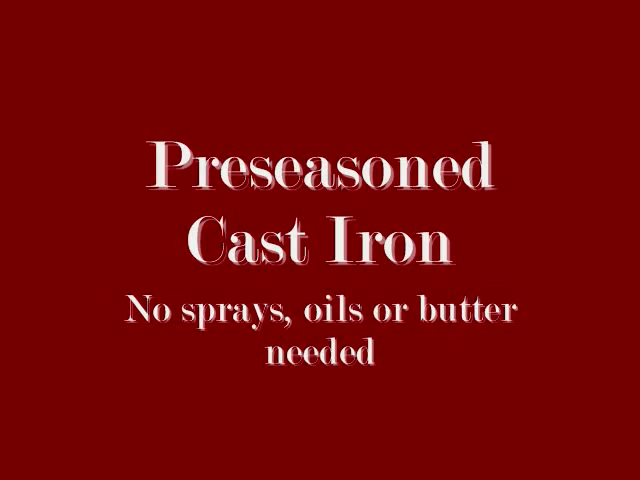 Preseasoned
Cast Iron
No sprays, oils or butter
needed